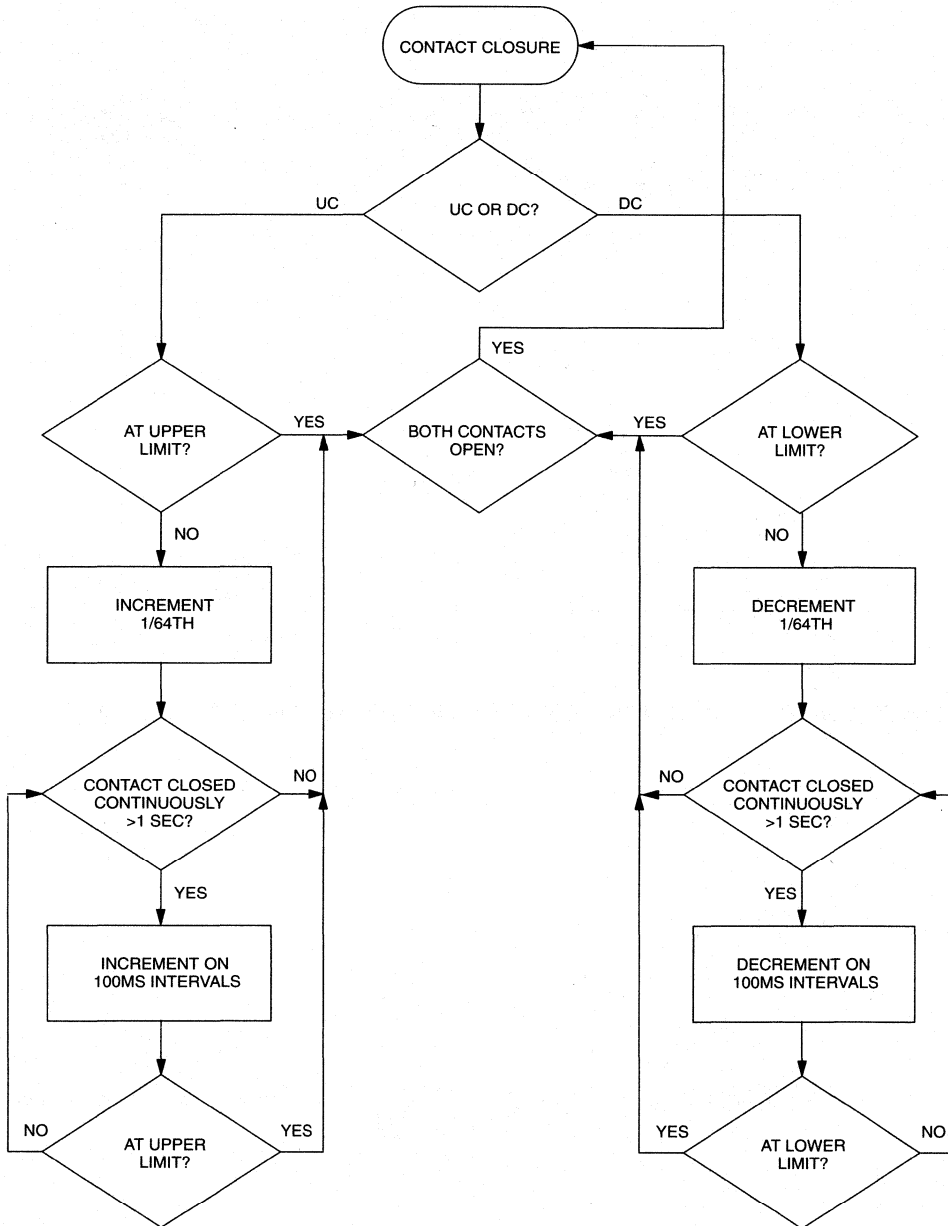 CONTACT CLOSURE
UC
UC OR DC?
DC
YES
AT UPPER
LIMIT?
YES
BOTH CONTACTS
OPEN?
YES
AT LOWER
LIMIT?
NO
NO
INCREMENT
1/64TH
DECREMENT
1/64TH
CONTACT CLOSED
CONTINUOUSLY
>1 SEC?
NO
NO
CONTACT CLOSED
CONTINUOUSLY
>1 SEC?
YES
YES
INCREMENT ON
100MS INTERVALS
DECREMENT ON
100MS INTERVALS
NO
AT UPPER
LIMIT?
YES
YES
AT LOWER
LIMIT?
NO